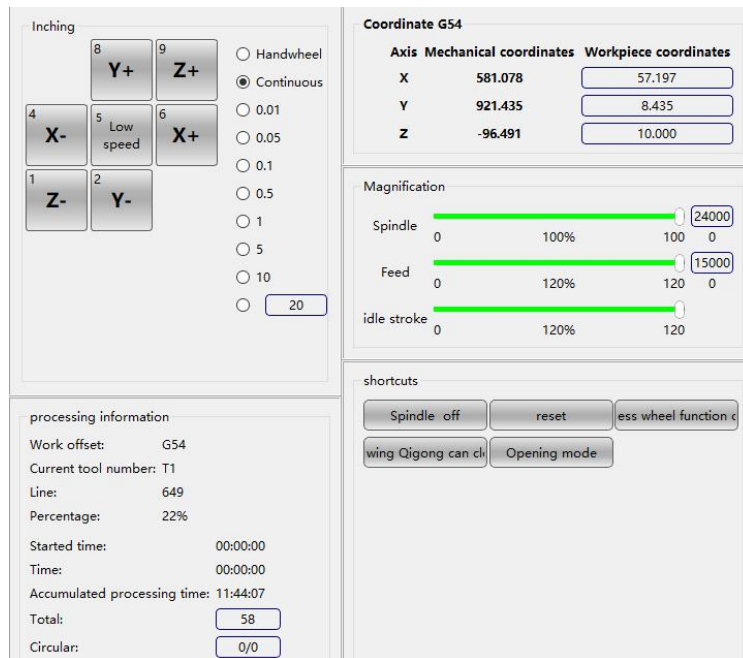 Inching
8 Y+
9 Z+
4 X-
5 Low speed
6 X+
1 Z-
2 Y-
Handwheel
Continuous
0.01
0.05
0.1
0.5
1
5
10
20
processing information
Work offset: G54
Current tool number: T1
Line: 649
Percentage: 22%
Started time: 00:00:00
Time: 00:00:00
Accumulated processing time: 11:44:07
Total: 58
Circular: 0/0
Coordinate G54
Axis Mechanical coordinates Workpiece coordinates
X 581.078 57.197
Y 921.435 8.435
Z -96.491 10.000
Magnification
Spindle 24000
0 100% 100 0
Feed 15000
0 120% 120 0
idle stroke
0 120% 120
shortcuts
Spindle off
reset
ess wheel function c
wing Qigong can cl
Opening mode